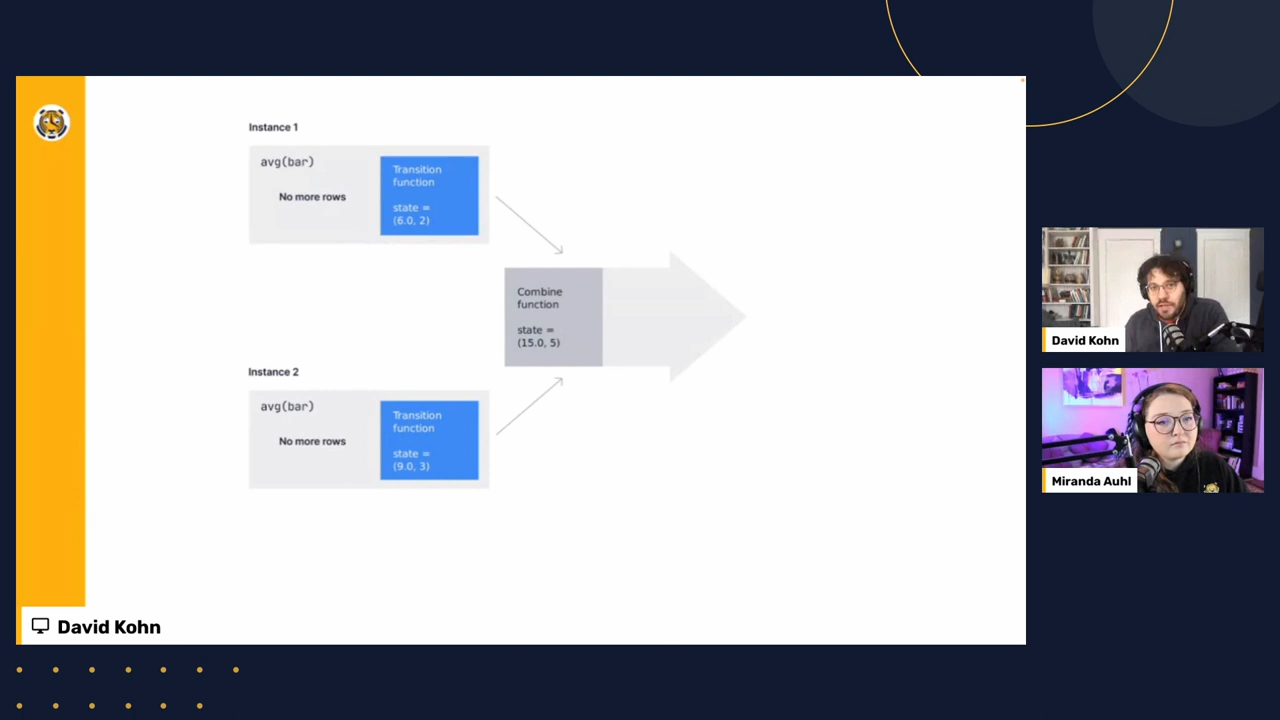 Instance 1
avg(bar)
No more rows
Transition
function
state =
(6.0, 2)
Combine
function
state =
(15.0, 5)
Instance 2
avg(bar)
No more rows
Transition
function
state =
(9.0, 3)
David Kohn
David Kohn
Miranda Auhl